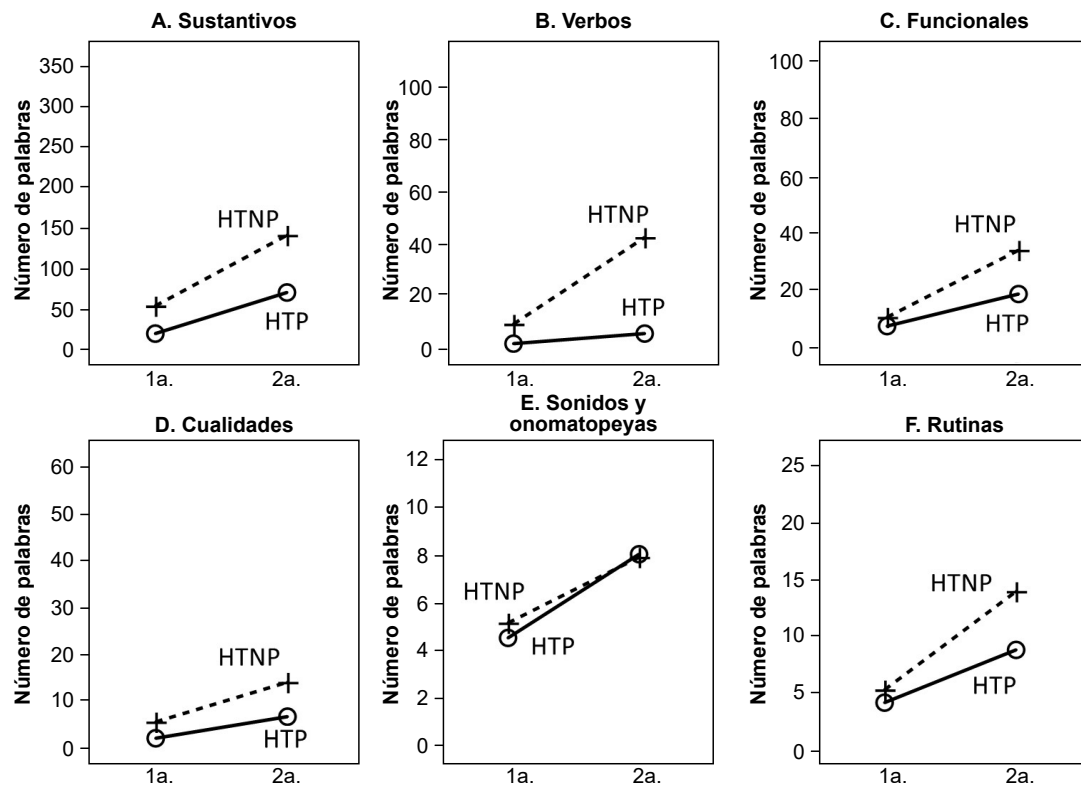 A. Sustantivos
Número de palabras
350
300
250
200
150
100
50
0
HTNP
HTP
1a. 2a.
B. Verbos
Número de palabras
100
80
60
40
20
0
HTNP
HTP
1a. 2a.
C. Funcionales
Número de palabras
100
80
60
40
20
0
HTNP
HTP
1a. 2a.
D. Cualidades
Número de palabras
60
50
40
30
20
10
0
HTNP
HTP
1a. 2a.
E. Sonidos y
onomatopeyas
Número de palabras
12
10
8
6
4
2
0
HTNP
HTP
1a. 2a.
F. Rutinas
Número de palabras
25
20
15
10
5
0
HTNP
HTP
1a. 2a.